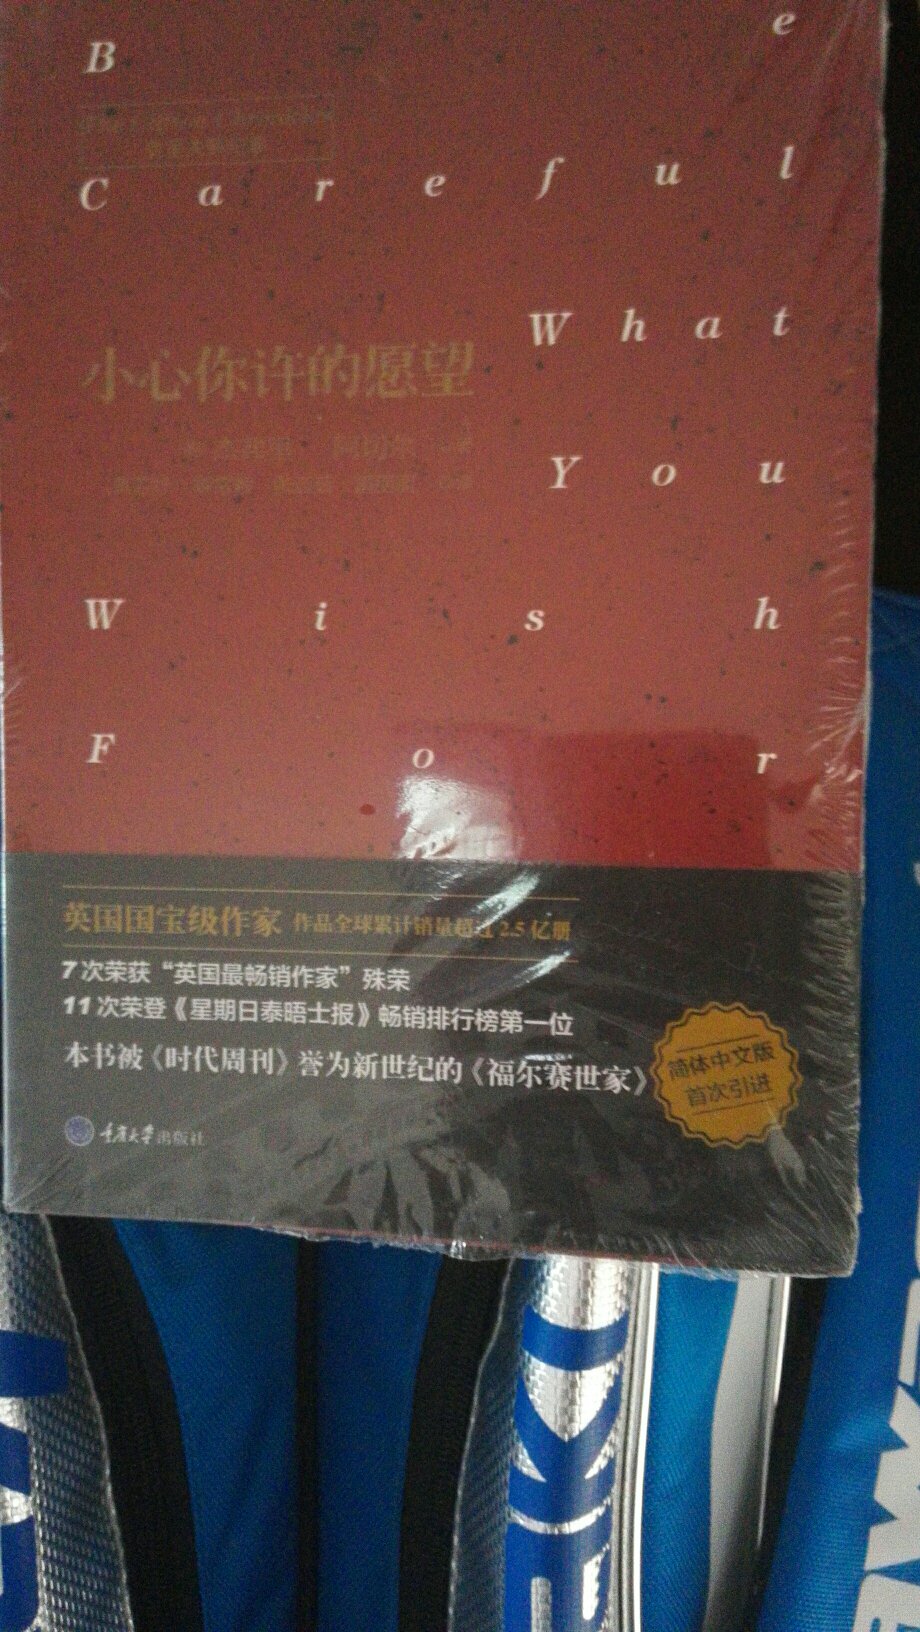 B e
C a r e f u l
W h a t
小心你许的愿望
Y o u
W i s h
F o r
英国国宝级作家 作品全球累计销量超过2.5亿册
7次荣获“英国最畅销作家”殊荣
11次荣登《星期日泰晤士报》畅销排行榜第一位
本书被《时代周刊》誉为新世纪的《福尔赛世家》
简体中文版
首次引进
重庆大学出版社